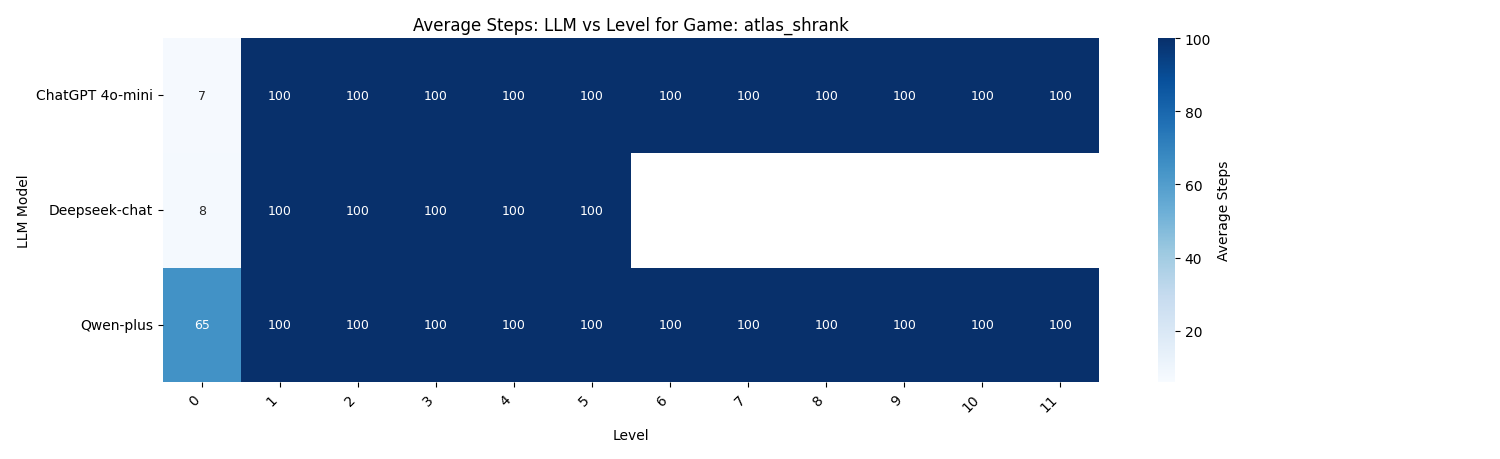 Average Steps: LLM vs Level for Game: atlas_shrank
LLM Model
ChatGPT 4o-mini
7 100 100 100 100 100 100 100 100 100 100 100
Deepseek-chat
8 100 100 100 100 100
Qwen-plus
65 100 100 100 100 100 100 100 100 100 100 100
0 1 2 3 4 5 6 7 8 9 10 11
Level
100
80
60
40
20
Average Steps